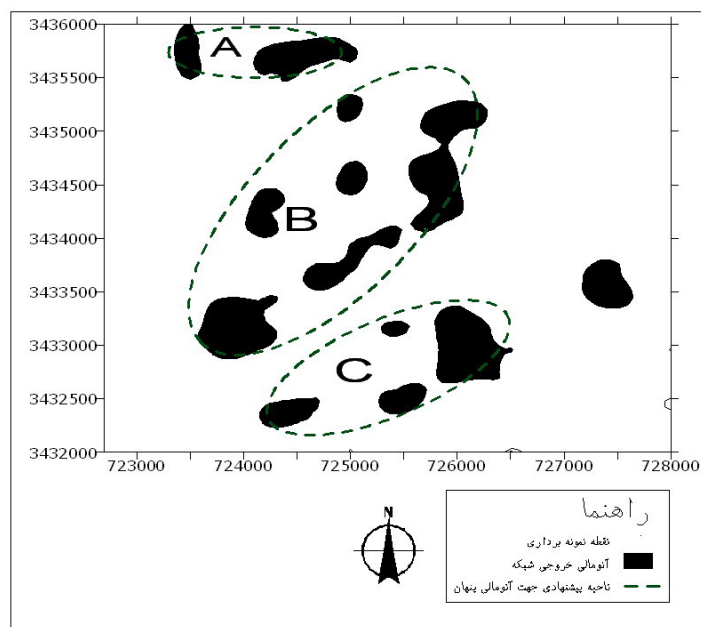 3436000
A
3435500
3435000
3434500
B
3434000
3433500
3433000
C
3432500
3432000
723000 724000 725000 726000 727000 728000
N
راهنما
نقطه نمونه برداری
آنومالی خروجی شبکه
ناحیه پیشنهادی جهت آنومالی پنهان